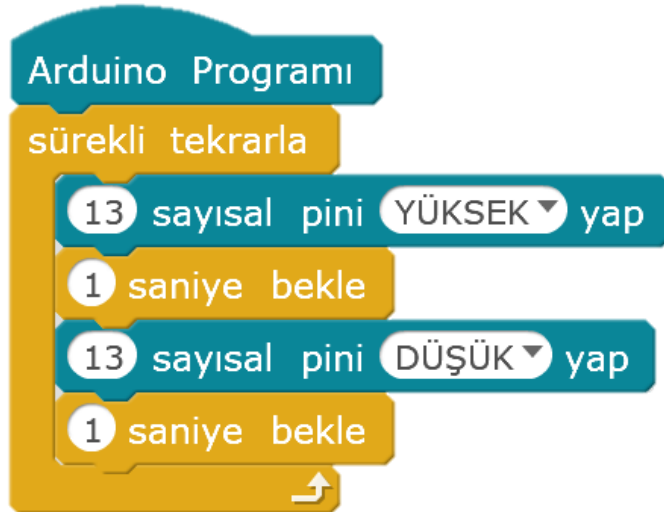 Arduino Programı
sürekli tekrarla
13 sayısal pini YÜKSEK yap
1 saniye bekle
13 sayısal pini DÜŞÜK yap
1 saniye bekle